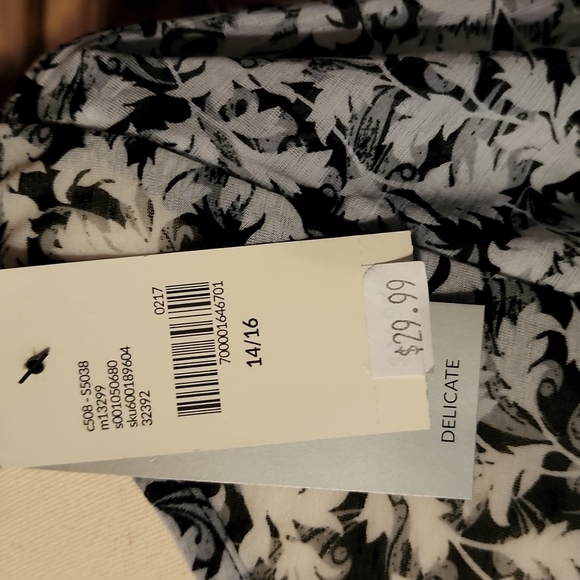 c508 - S5038
m13299
s001050680
sku600189604
32392
0217
700001646701
14/16
$29.99
DELICATE